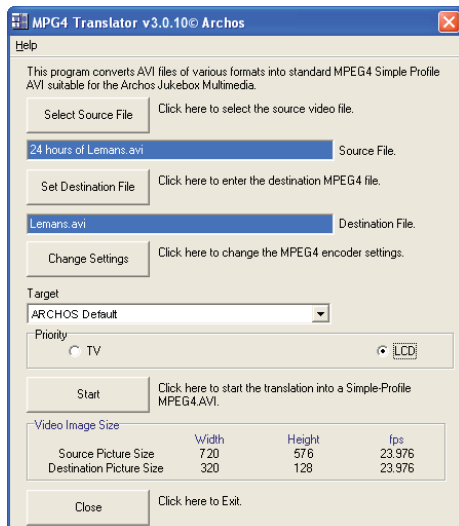 MPG4 Translator v3.0.10© Archos
Help
This program converts AVI files of various formats into standard MPEG4 Simple Profile
AVI suitable for the Archos Jukebox Multimedia.
Select Source File
Click here to select the source video file.
24 hours of Lemans.avi
Source File.
Set Destination File
Click here to enter the destination MPEG4 file.
Lemans.avi
Destination File.
Change Settings
Click here to change the MPEG4 encoder settings.
Target
ARCHOS Default
Priority
TV
LCD
Start
Click here to start the translation into a Simple-Profile
MPEG4.AVI.
Video Image Size
Width Height fps
Source Picture Size 720 576 23.976
Destination Picture Size 320 128 23.976
Close
Click here to Exit.